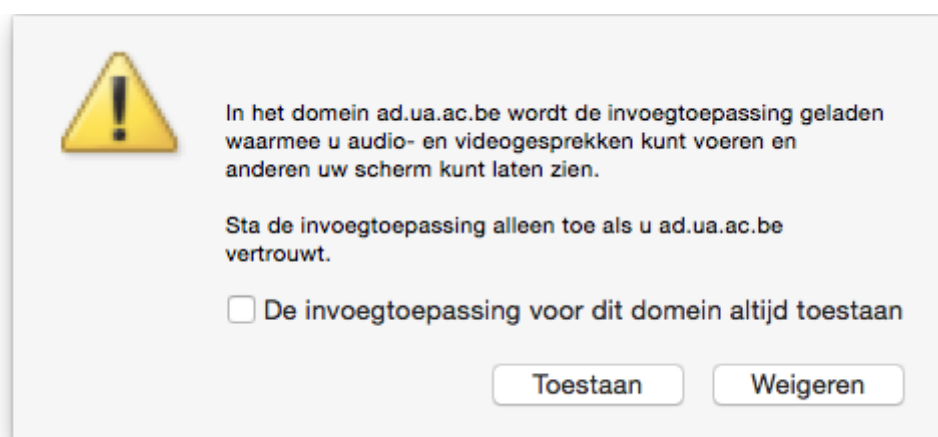 In het domein ad.ua.ac.be wordt de invoegtoepassing geladen
waarmee u audio- en videogesprekken kunt voeren en
anderen uw scherm kunt laten zien.
Sta de invoegtoepassing alleen toe als u ad.ua.ac.be
vertrouwt.
De invoegtoepassing voor dit domein altijd toestaan
Toestaan Weigeren